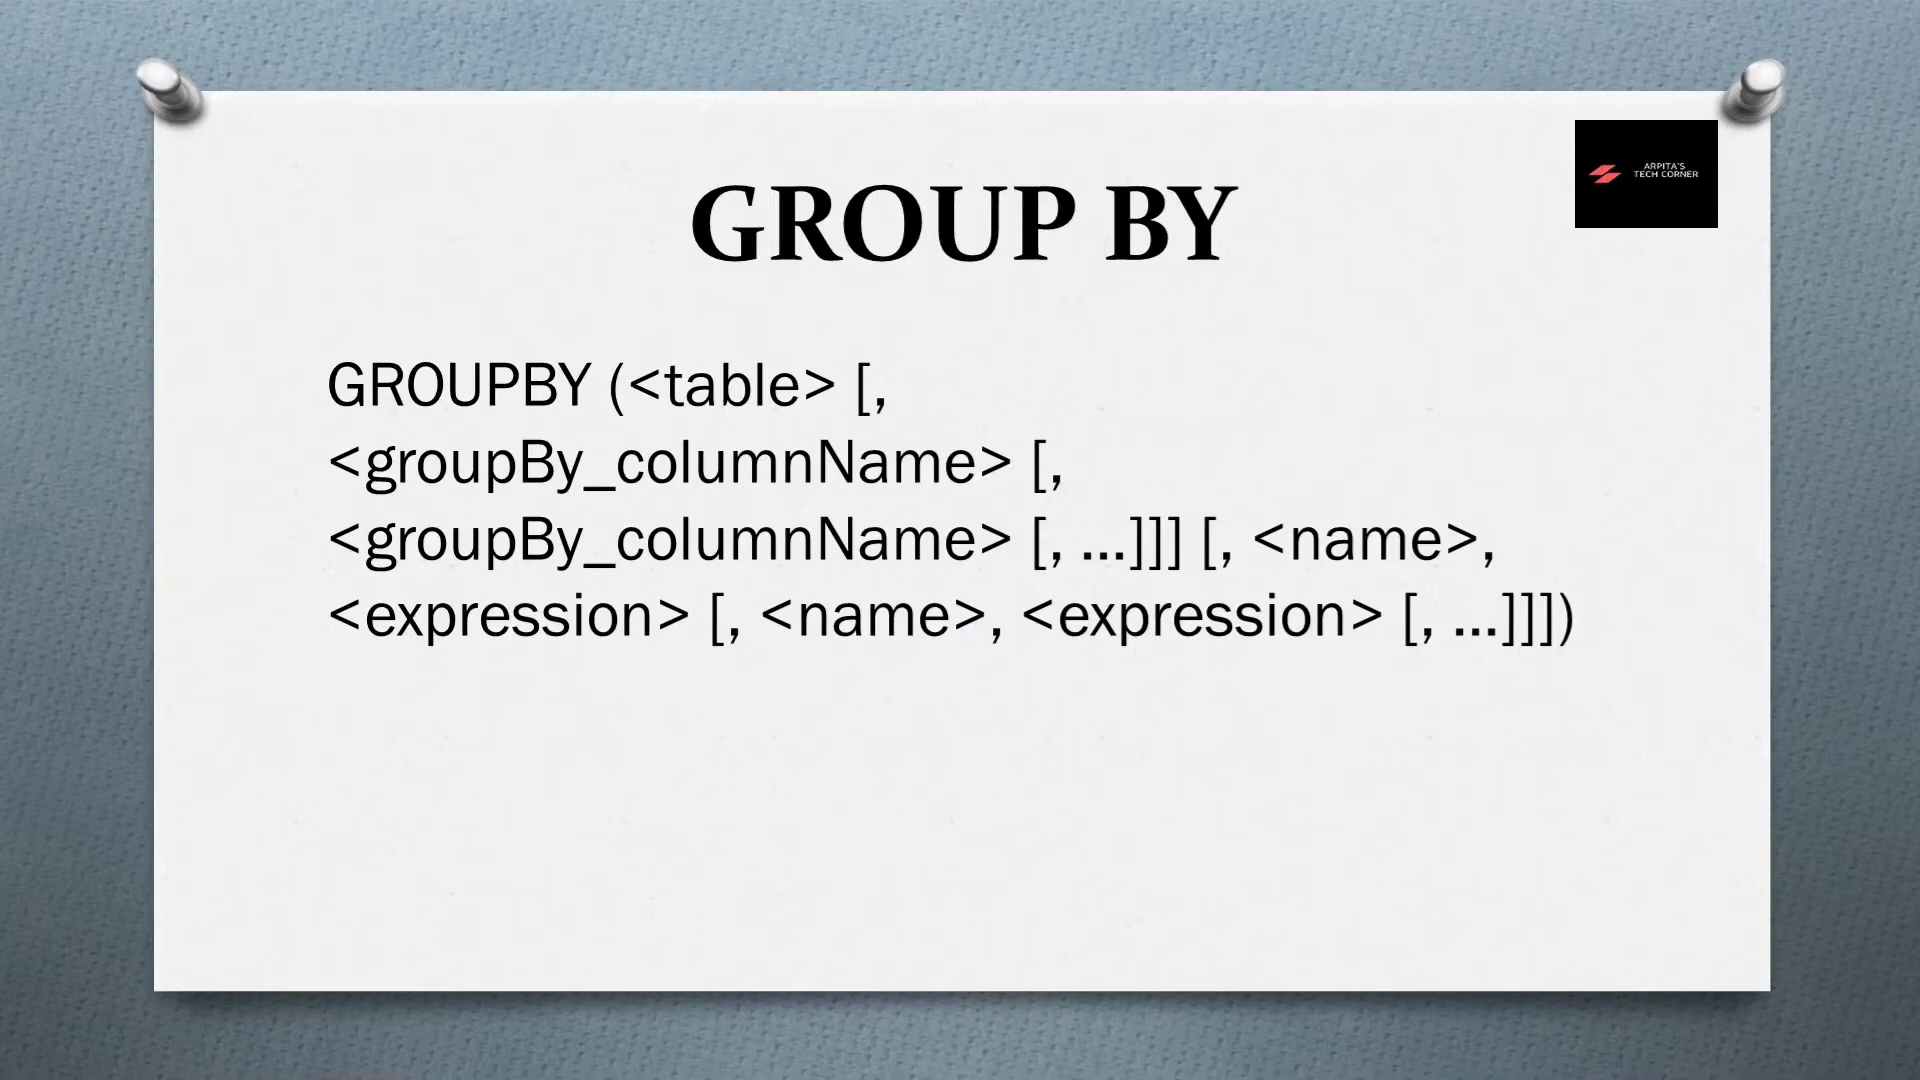 ARPITA'S
TECH CORNER
GROUP BY
GROUPBY (<table> [,
<groupBy_columnName> [,
<groupBy_columnName> [, …]]] [, <name>,
<expression> [, <name>, <expression> [, …]]])